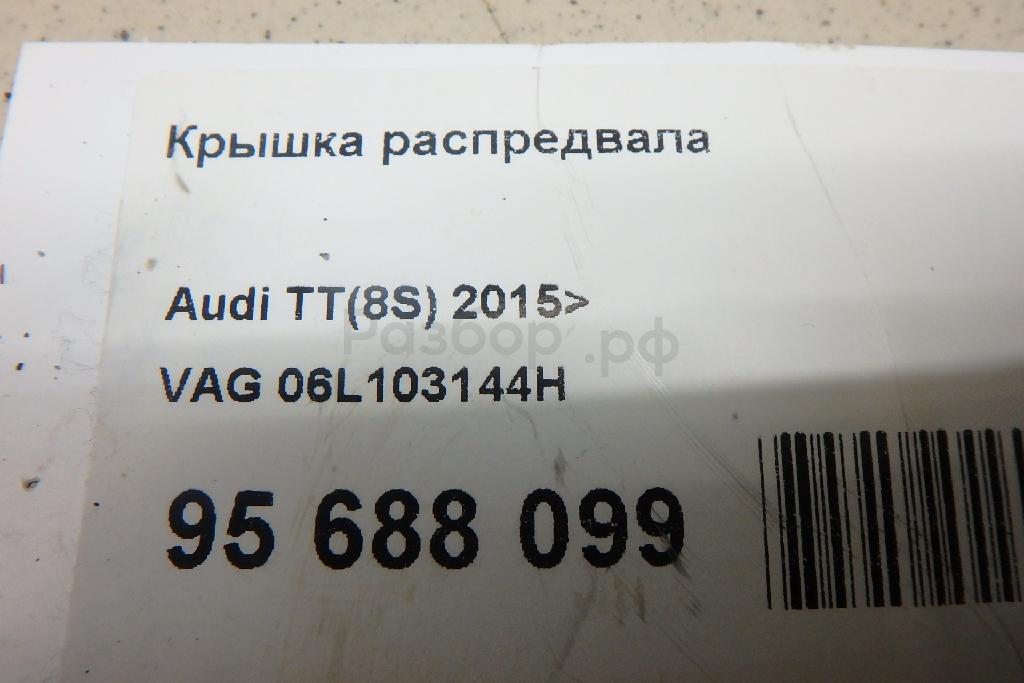 Крышка распредвала
Audi TT(8S) 2015>
Разбор.рф
VAG 06L103144H
95 688 099